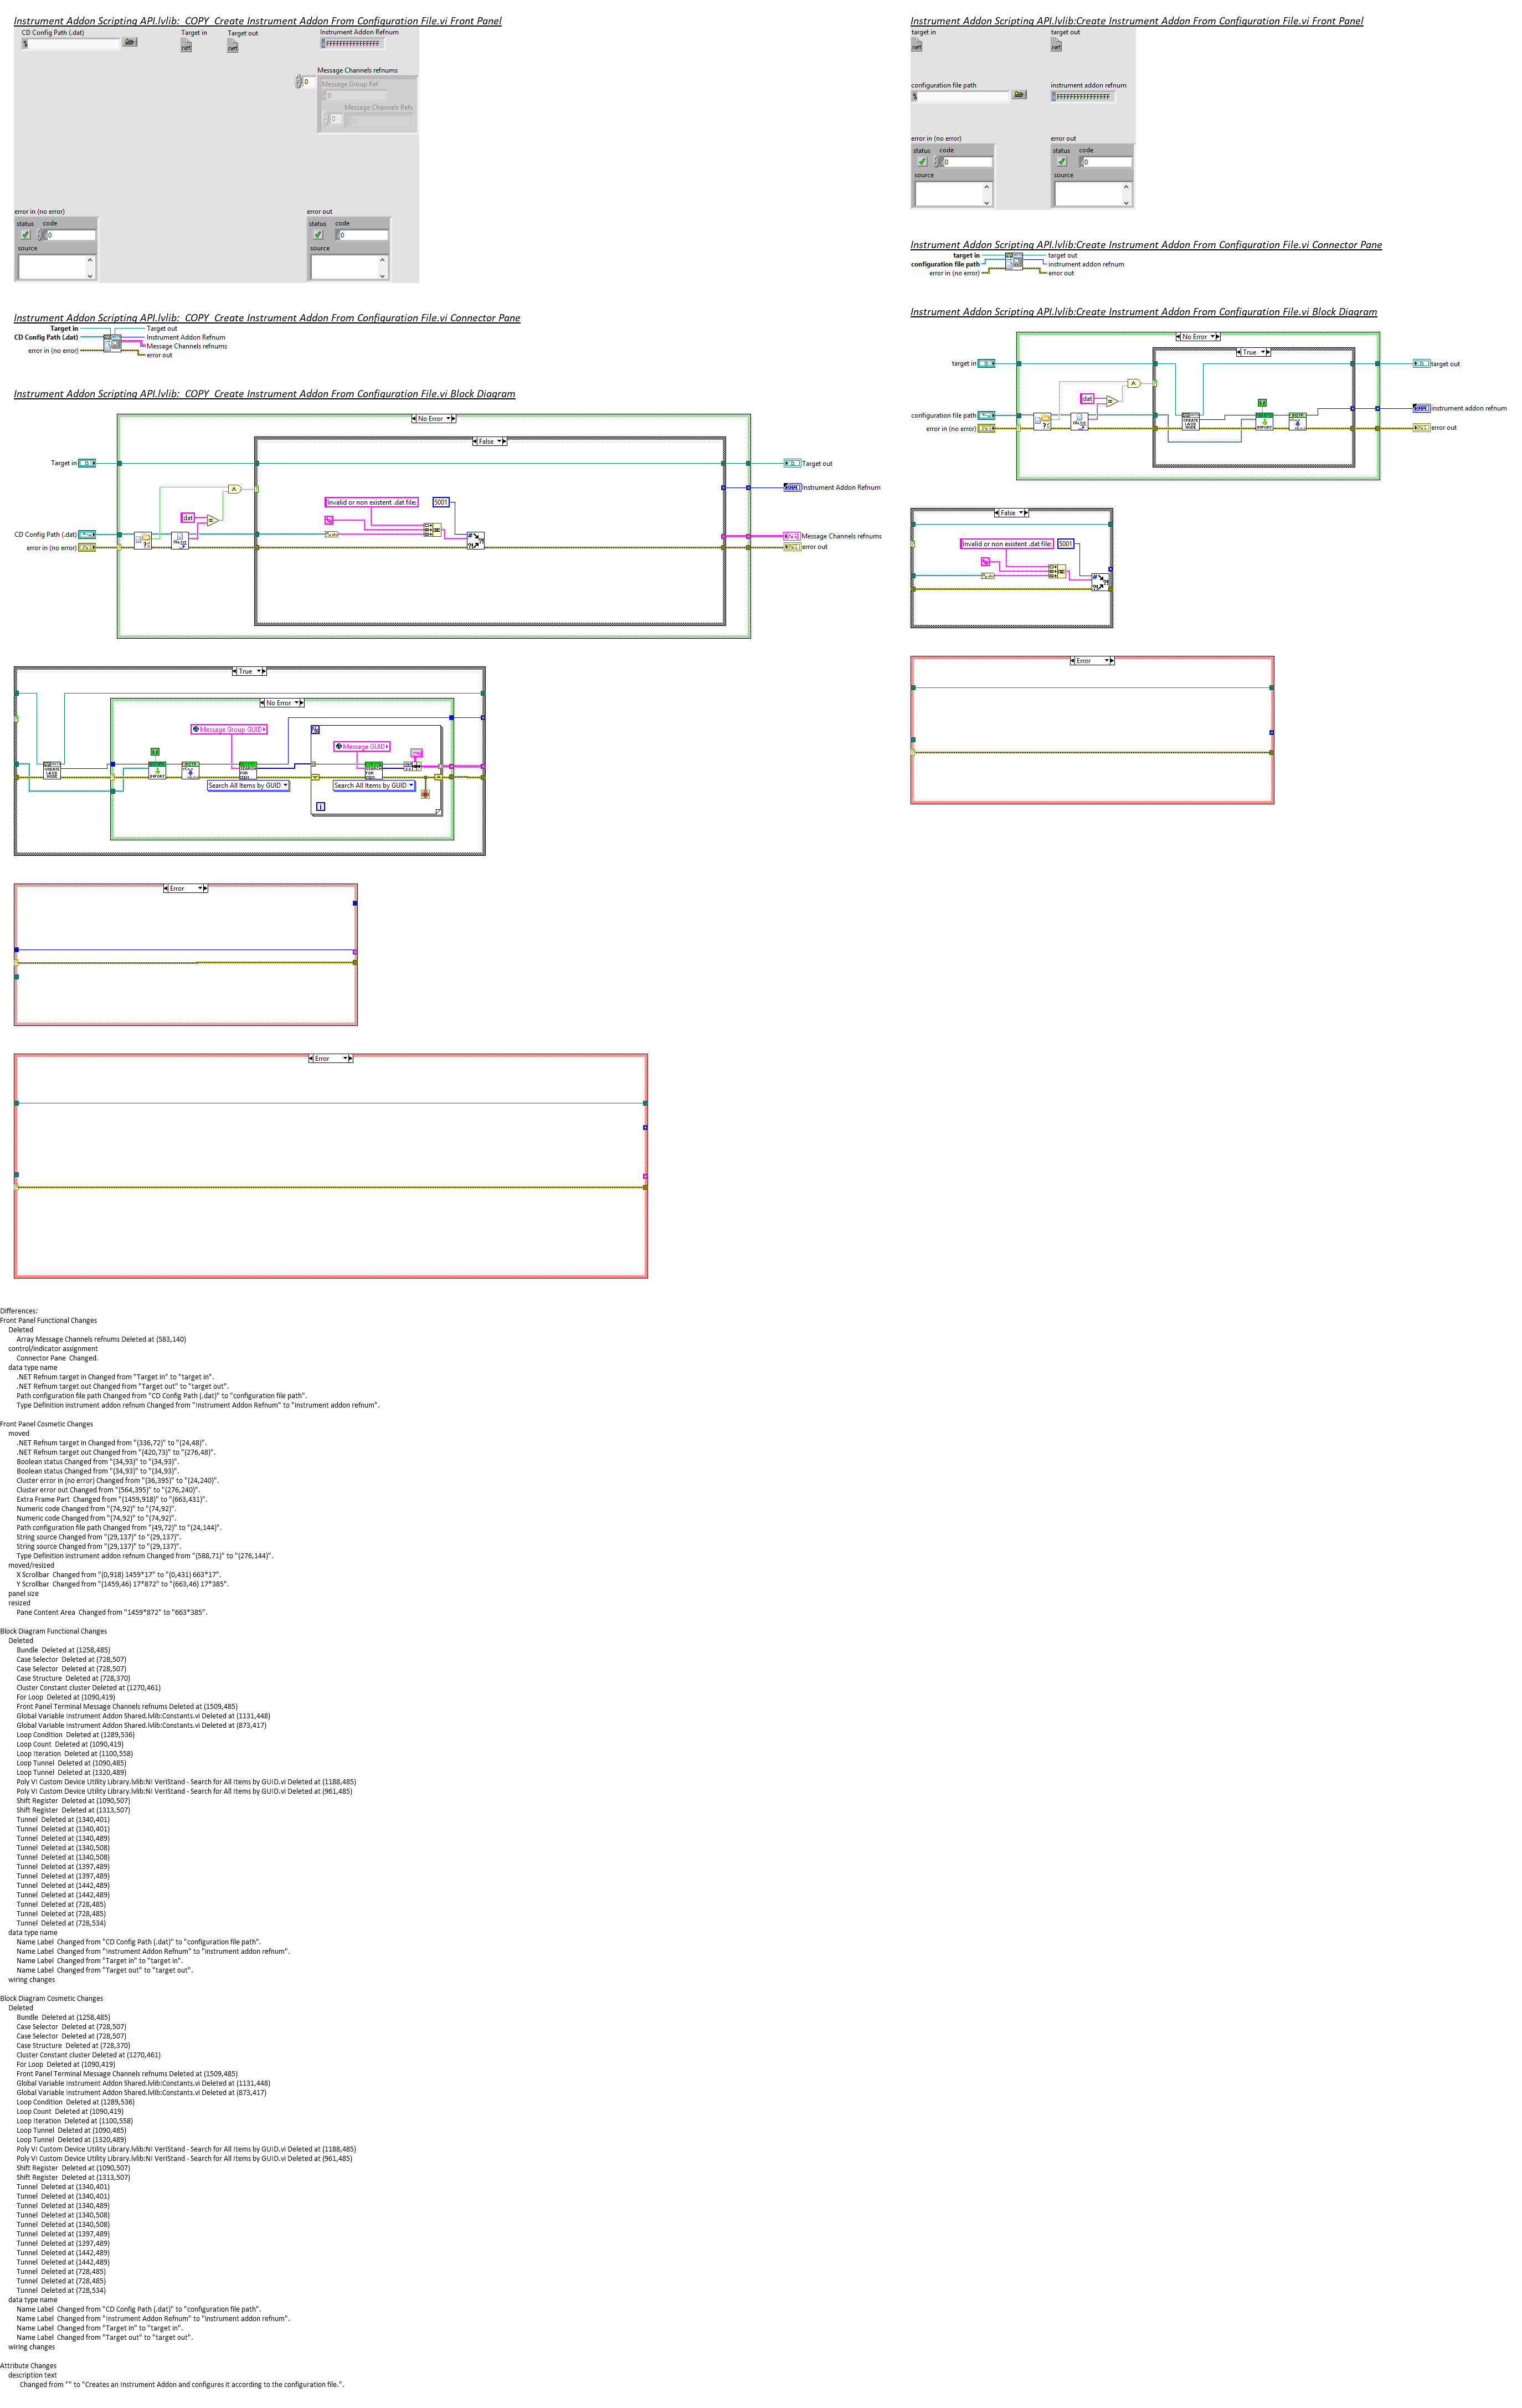 Instrument Addon Scripting API.lvlib:_COPY_Create Instrument Addon From Configuration File.vi Front Panel
CD Config Path (.dat)
Target in
Target out
Instrument Addon Refnum
FFFFFFFFFFFFFFFF
Message Channels refnums
0
Message Group Ref
0
Message Channels Refs
0
0
error in (no error)
status code
0
source
error out
status code
0
source
Instrument Addon Scripting API.lvlib:_COPY_Create Instrument Addon From Configuration File.vi Connector Pane
Target in
Target out
CD Config Path (.dat)
Instrument Addon Refnum
Message Channels refnums
error in (no error)
error out
Instrument Addon Scripting API.lvlib:_COPY_Create Instrument Addon From Configuration File.vi Block Diagram
No Error
False
Target in
Target out
Instrument Addon Refnum
Invalid or non existent .dat file:
5001
dat
CD Config Path (.dat)
Message Channels refnums
error in (no error)
error out
True
No Error
Message Group GUID
Message GUID
Search All Items by GUID
Search All Items by GUID
Error
Error
Instrument Addon Scripting API.lvlib:Create Instrument Addon From Configuration File.vi Front Panel
target in
target out
configuration file path
instrument addon refnum
FFFFFFFFFFFFFFFF
error in (no error)
error out
status code
0
source
status code
0
source
Instrument Addon Scripting API.lvlib:Create Instrument Addon From Configuration File.vi Connector Pane
target in
target out
configuration file path
instrument addon refnum
error in (no error)
error out
Instrument Addon Scripting API.lvlib:Create Instrument Addon From Configuration File.vi Block Diagram
No Error
True
target in
target out
dat
configuration file path
instrument addon refnum
error in (no error)
error out
False
Invalid or non existent .dat file:
5001
Error
Differences:
Front Panel Functional Changes
Deleted
Array Message Channels refnums Deleted at (583,140)
control/indicator assignment
Connector Pane  Changed.
data type name
.NET Refnum target in Changed from "Target in" to "target in".
.NET Refnum target out Changed from "Target out" to "target out".
Path configuration file path Changed from "CD Config Path (.dat)" to "configuration file path".
Type Definition instrument addon refnum Changed from "Instrument Addon Refnum" to "instrument addon refnum".
Front Panel Cosmetic Changes
moved
.NET Refnum target in Changed from "(336,72)" to "(24,48)".
.NET Refnum target out Changed from "(420,73)" to "(276,48)".
Boolean status Changed from "(34,93)" to "(34,93)".
Boolean status Changed from "(34,93)" to "(34,93)".
Cluster error in (no error) Changed from "(36,395)" to "(24,240)".
Cluster error out Changed from "(564,395)" to "(276,240)".
Extra Frame Part  Changed from "(1459,918)" to "(663,431)".
Numeric code Changed from "(74,92)" to "(74,92)".
Numeric code Changed from "(74,92)" to "(74,92)".
Path configuration file path Changed from "(49,72)" to "(24,144)".
String source Changed from "(29,137)" to "(29,137)".
String source Changed from "(29,137)" to "(29,137)".
Type Definition instrument addon refnum Changed from "(588,71)" to "(276,144)".
moved/resized
X Scrollbar  Changed from "(0,918) 1459*17" to "(0,431) 663*17".
Y Scrollbar  Changed from "(1459,46) 17*872" to "(663,46) 17*385".
panel size
resized
Pane Content Area  Changed from "1459*872" to "663*385".
Block Diagram Functional Changes
Deleted
Bundle  Deleted at (1258,485)
Case Selector  Deleted at (728,507)
Case Selector  Deleted at (728,507)
Case Structure  Deleted at (728,370)
Cluster Constant cluster Deleted at (1270,461)
For Loop  Deleted at (1090,419)
Front Panel Terminal Message Channels refnums Deleted at (1509,485)
Global Variable Instrument Addon Shared.lvlib:Constants.vi Deleted at (1131,448)
Global Variable Instrument Addon Shared.lvlib:Constants.vi Deleted at (873,417)
Loop Condition  Deleted at (1289,536)
Loop Count  Deleted at (1090,419)
Loop Iteration  Deleted at (1100,558)
Loop Tunnel  Deleted at (1090,485)
Loop Tunnel  Deleted at (1320,489)
Poly VI Custom Device Utility Library.lvlib:NI VeriStand - Search for All Items by GUID.vi Deleted at (1188,485)
Poly VI Custom Device Utility Library.lvlib:NI VeriStand - Search for All Items by GUID.vi Deleted at (961,485)
Shift Register  Deleted at (1090,507)
Shift Register  Deleted at (1313,507)
Tunnel  Deleted at (1340,401)
Tunnel  Deleted at (1340,401)
Tunnel  Deleted at (1340,489)
Tunnel  Deleted at (1340,508)
Tunnel  Deleted at (1340,508)
Tunnel  Deleted at (1397,489)
Tunnel  Deleted at (1397,489)
Tunnel  Deleted at (1442,489)
Tunnel  Deleted at (1442,489)
Tunnel  Deleted at (728,485)
Tunnel  Deleted at (728,485)
Tunnel  Deleted at (728,534)
data type name
Name Label  Changed from "CD Config Path (.dat)" to "configuration file path".
Name Label  Changed from "Instrument Addon Refnum" to "instrument addon refnum".
Name Label  Changed from "Target in" to "target in".
Name Label  Changed from "Target out" to "target out".
wiring changes
Block Diagram Cosmetic Changes
Deleted
Bundle  Deleted at (1258,485)
Case Selector  Deleted at (728,507)
Case Selector  Deleted at (728,507)
Case Structure  Deleted at (728,370)
Cluster Constant cluster Deleted at (1270,461)
For Loop  Deleted at (1090,419)
Front Panel Terminal Message Channels refnums Deleted at (1509,485)
Global Variable Instrument Addon Shared.lvlib:Constants.vi Deleted at (1131,448)
Global Variable Instrument Addon Shared.lvlib:Constants.vi Deleted at (873,417)
Loop Condition  Deleted at (1289,536)
Loop Count  Deleted at (1090,419)
Loop Iteration  Deleted at (1100,558)
Loop Tunnel  Deleted at (1090,485)
Loop Tunnel  Deleted at (1320,489)
Poly VI Custom Device Utility Library.lvlib:NI VeriStand - Search for All Items by GUID.vi Deleted at (1188,485)
Poly VI Custom Device Utility Library.lvlib:NI VeriStand - Search for All Items by GUID.vi Deleted at (961,485)
Shift Register  Deleted at (1090,507)
Shift Register  Deleted at (1313,507)
Tunnel  Deleted at (1340,401)
Tunnel  Deleted at (1340,401)
Tunnel  Deleted at (1340,489)
Tunnel  Deleted at (1340,508)
Tunnel  Deleted at (1340,508)
Tunnel  Deleted at (1397,489)
Tunnel  Deleted at (1397,489)
Tunnel  Deleted at (1442,489)
Tunnel  Deleted at (1442,489)
Tunnel  Deleted at (728,485)
Tunnel  Deleted at (728,485)
Tunnel  Deleted at (728,534)
data type name
Name Label  Changed from "CD Config Path (.dat)" to "configuration file path".
Name Label  Changed from "Instrument Addon Refnum" to "instrument addon refnum".
Name Label  Changed from "Target in" to "target in".
Name Label  Changed from "Target out" to "target out".
wiring changes
Attribute Changes
description text
Changed from "" to "Creates an Instrument Addon and configures it according to the configuration file.".